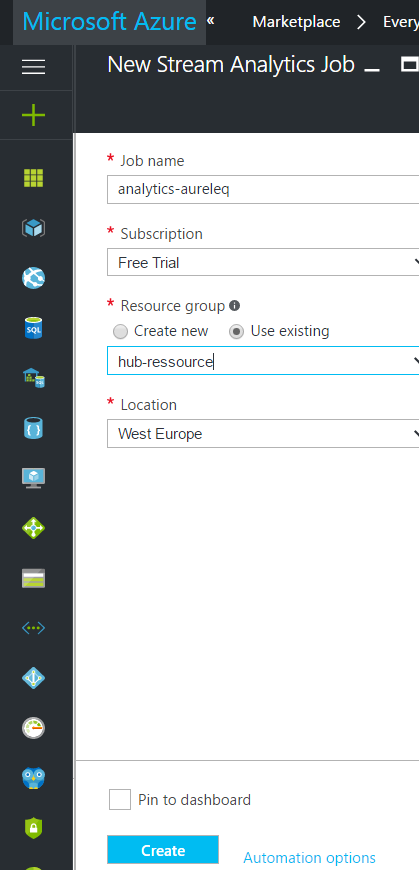 Microsoft Azure « Marketplace > Every
New Stream Analytics Job
* Job name
analytics-aureleq
* Subscription
Free Trial
* Resource group
Create new Use existing
hub-ressource
* Location
West Europe
SQL
Pin to dashboard
Create Automation options